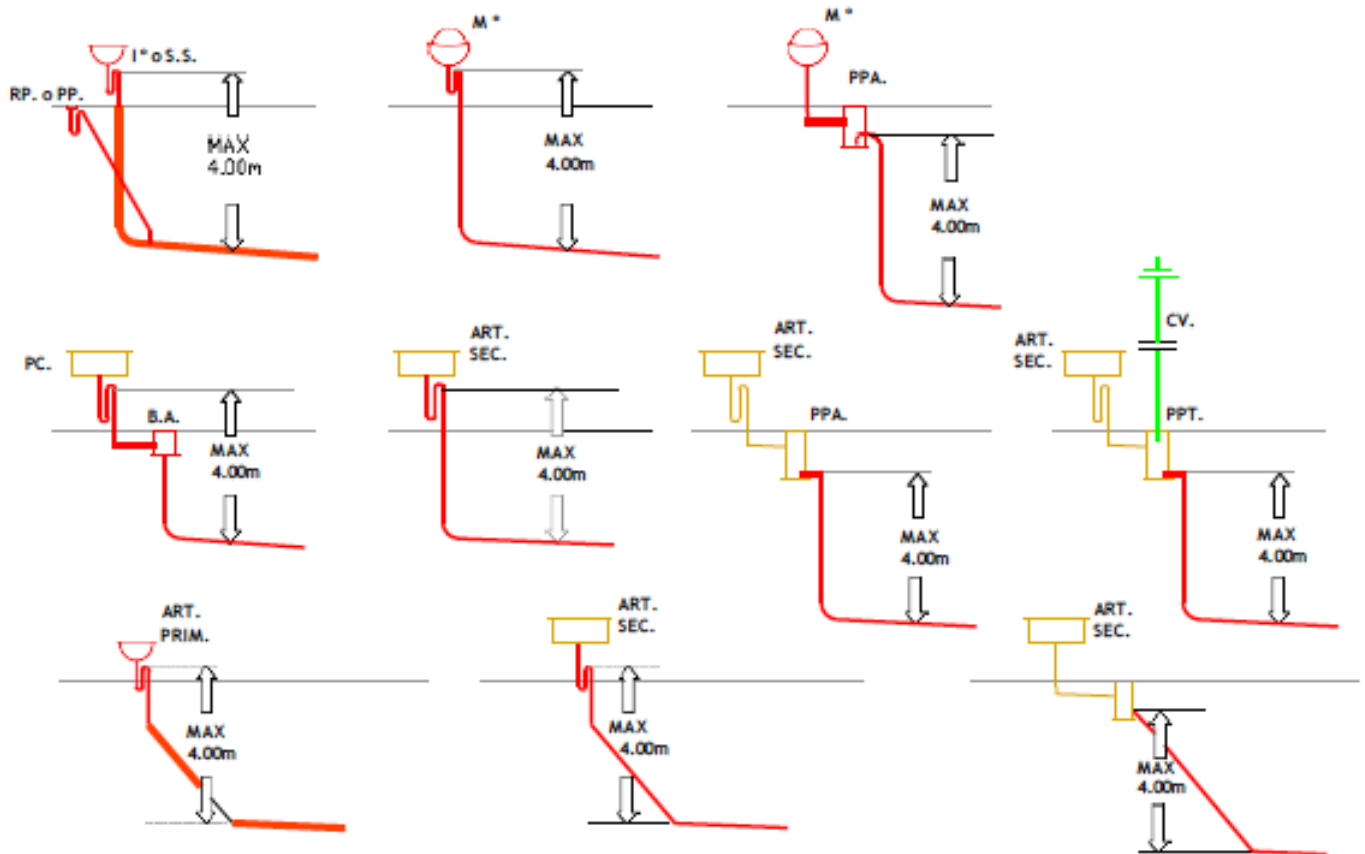 I° o S.S.
RP. o PP.
MAX
4.00m
M°
MAX
4.00m
M°
PPA.
MAX
4.00m
PC.
B.A.
MAX
4.00m
ART.
SEC.
MAX
4.00m
ART.
SEC.
PPA.
MAX
4.00m
CV.
ART.
SEC.
PPT.
MAX
4.00m
ART.
PRIM.
MAX
4.00m
ART.
SEC.
MAX
4.00m
ART.
SEC.
MAX
4.00m